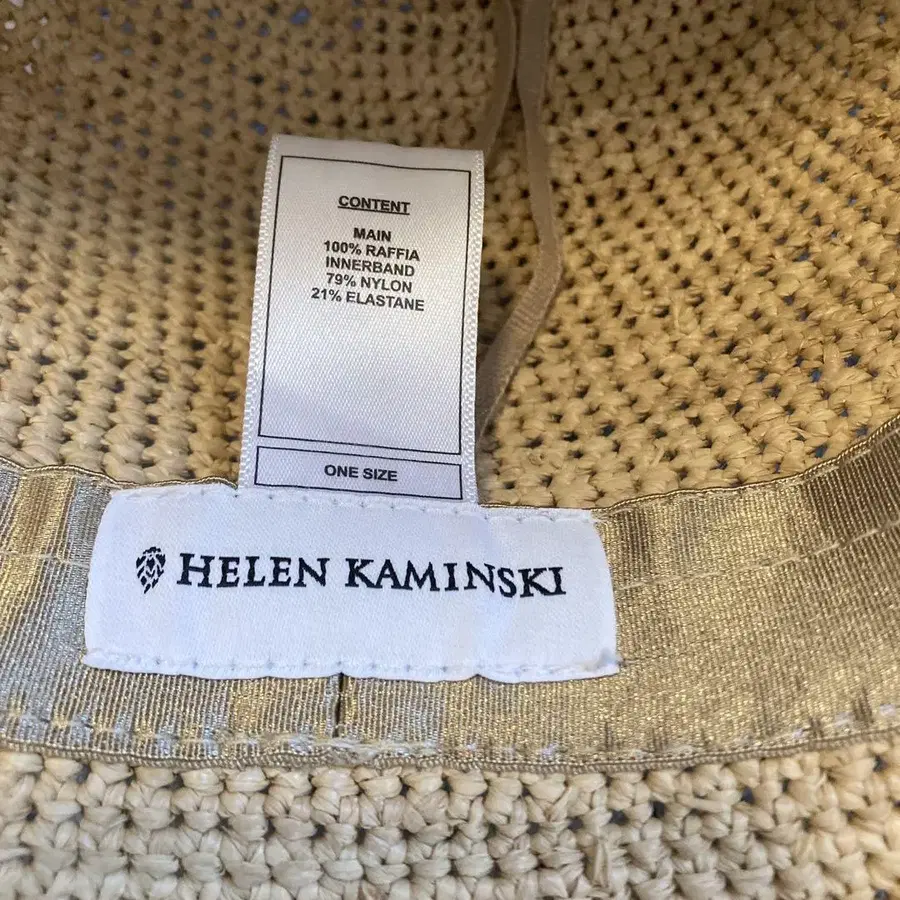 CONTENT
MAIN
100% RAFFIA
INNERBAND
79% NYLON
21% ELASTANE
ONE SIZE
HELEN KAMINSKI